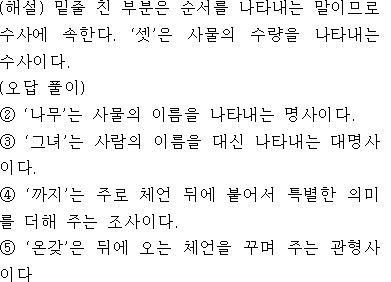 (해설) 밑줄 친 부분은 순서를 나타내는 말이므로
수사에 속한다. ‘셋’은 사물의 수량을 나타내는
수사이다.
(오답 풀이)
② ‘나무’는 사물의 이름을 나타내는 명사이다.
③ ‘그녀’는 사람의 이름을 대신 나타내는 대명사
이다.
④ ‘까지’는 주로 체언 뒤에 붙어서 특별한 의미
를 더해 주는 조사이다.
⑤ ‘온갖’은 뒤에 오는 체언을 꾸며 주는 관형사
이다